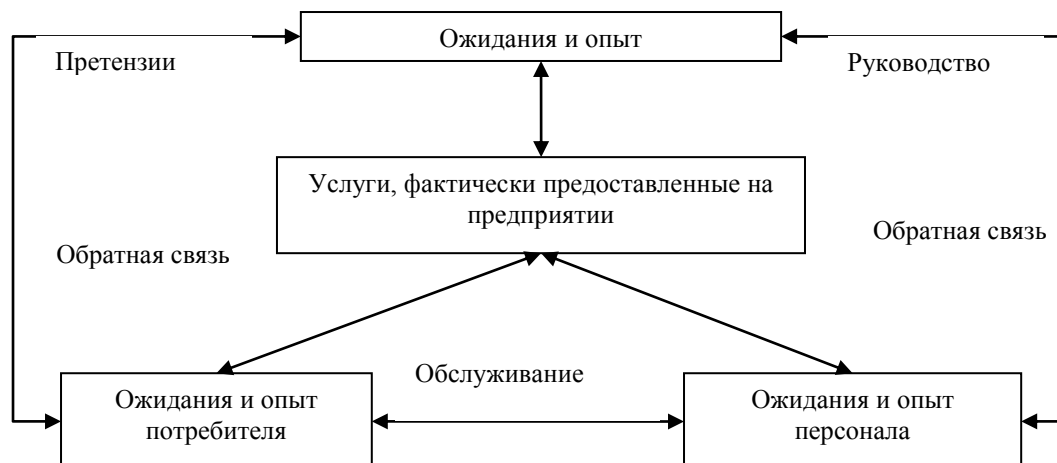 Ожидания и опыт
Претензии
Руководство
Услуги, фактически предоставленные на
предприятии
Обратная связь
Обратная связь
Обслуживание
Ожидания и опыт
потребителя
Ожидания и опыт
персонала